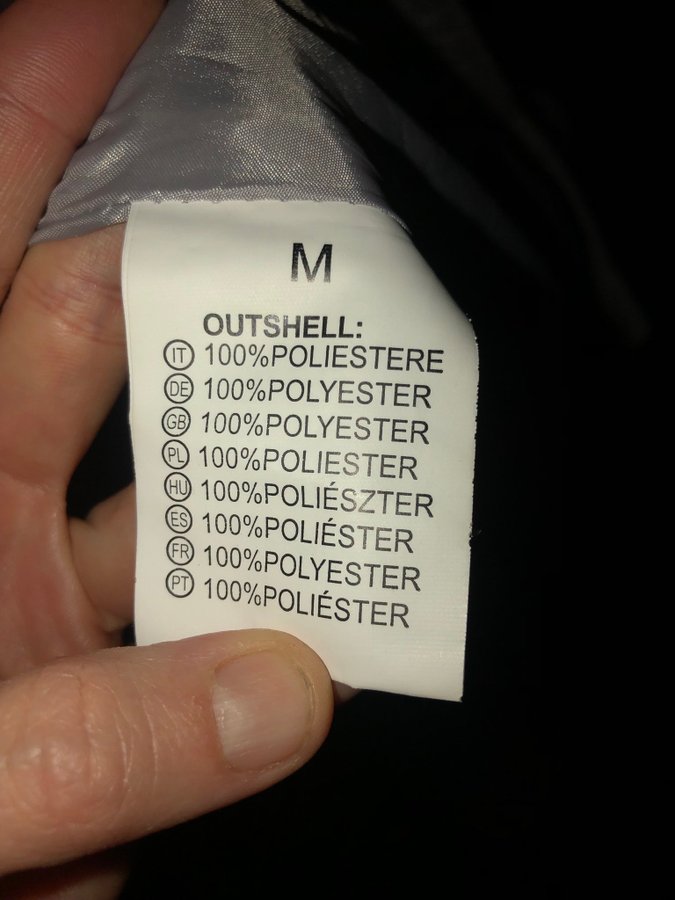 M
OUTSHELL:
IT 100%POLIESTERE
DE 100%POLYESTER
GB 100%POLYESTER
PL 100%POLIESTER
HU 100%POLIÉSZTER
ES 100%POLIÉSTER
FR 100%POLYESTER
PT 100%POLIÉSTER